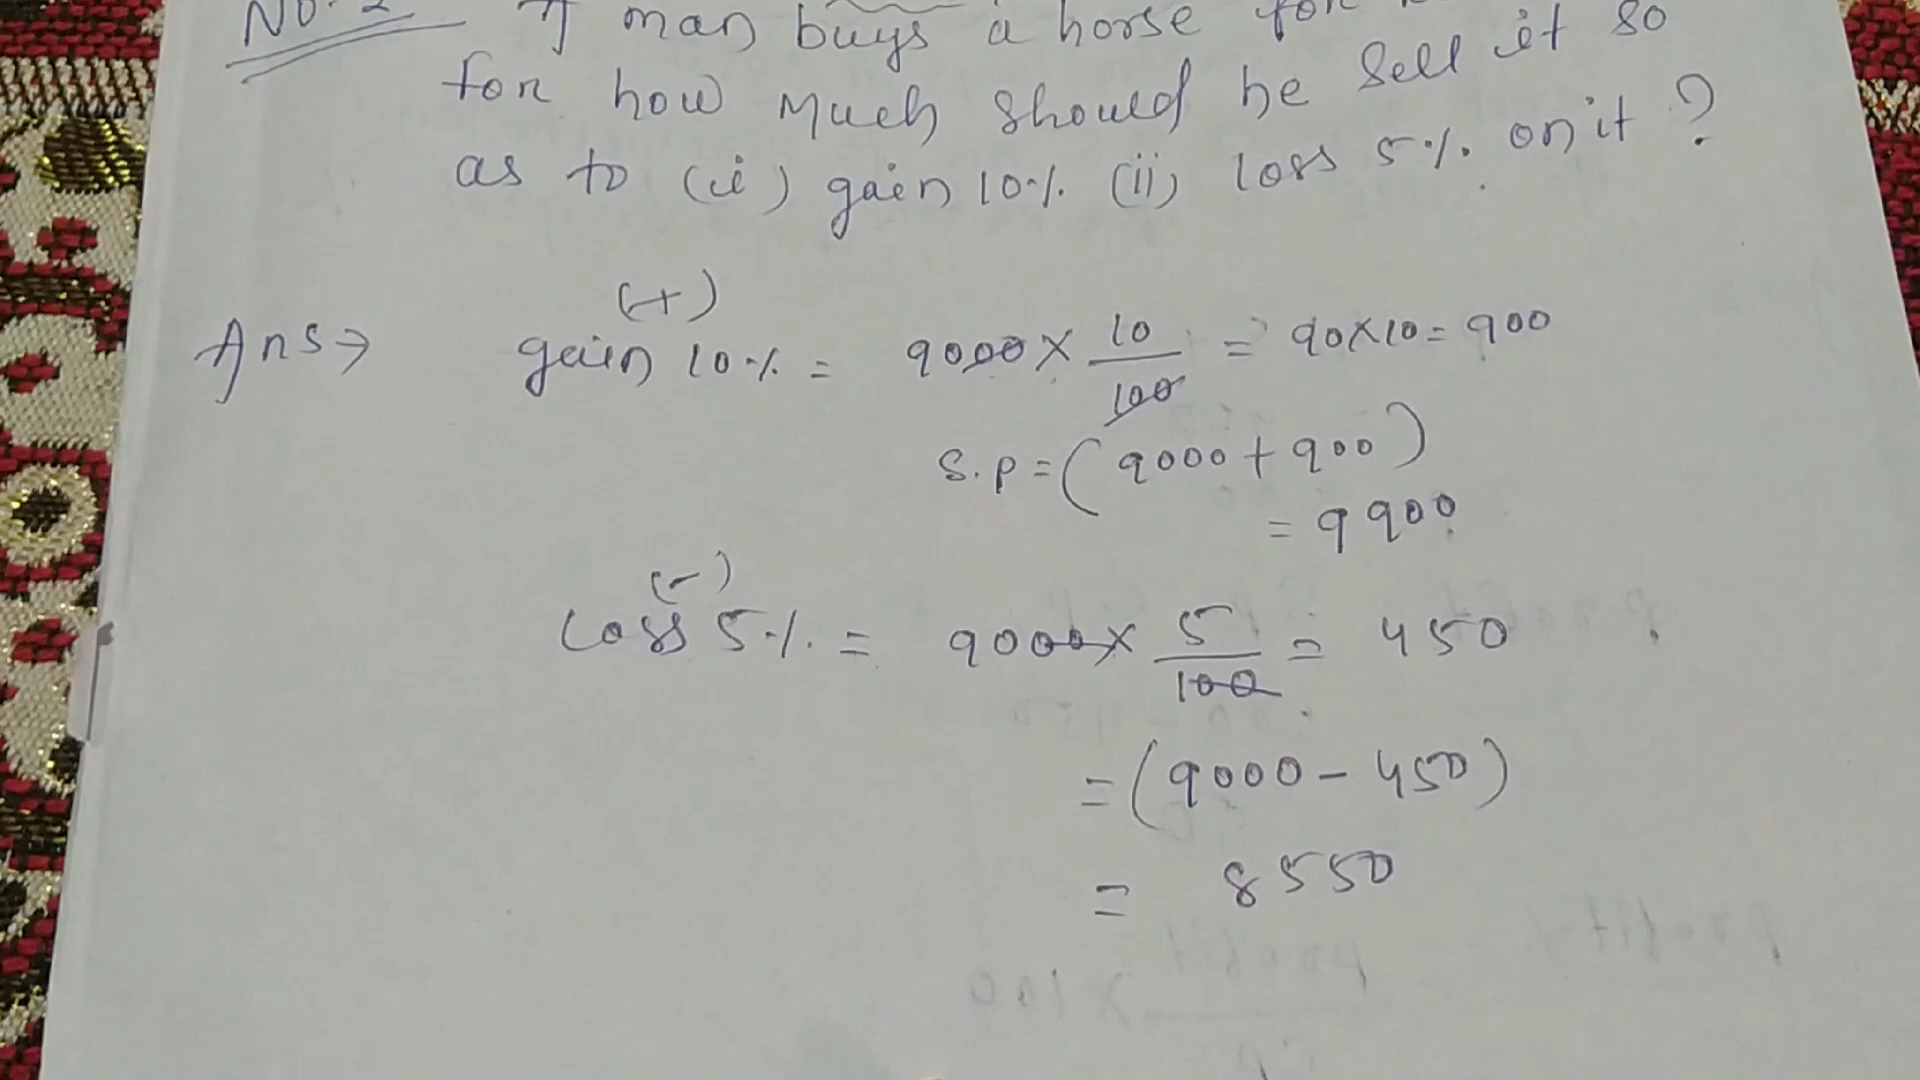 No. 2 A man buys a horse for
for how much should he sell it so
as to (i) gain 10% (ii) loss 5% on it ?
(+)
Ans → gain 10% = 9000 × 10/100 = 90×10 = 900
S.P = (9000 + 900)
= 9900
(-)
Loss 5% = 9000 × 5/100 = 450
= (9000 - 450)
= 8550